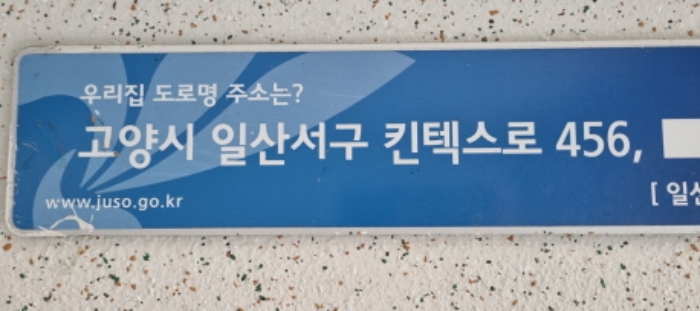 우리집 도로명 주소는?
고양시 일산서구 킨텍스로 456,
www.juso.go.kr
[ 일산